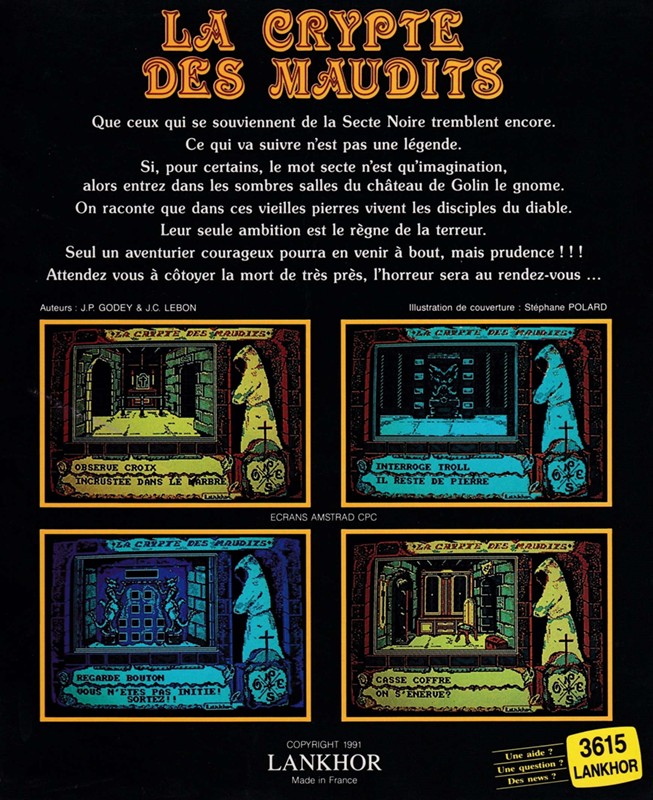 LA CRYPTE
DES MAUDITS
Que ceux qui se souviennent de la Secte Noire tremblent encore.
Ce qui va suivre n'est pas une légende.
Si, pour certains, le mot secte n'est qu'imagination,
alors entrez dans les sombres salles du château de Golin le gnome.
On raconte que dans ces vieilles pierres vivent les disciples du diable.
Leur seule ambition est le règne de la terreur.
Seul un aventurier courageux pourra en venir à bout, mais prudence ! ! !
Attendez vous à côtoyer la mort de très près, l'horreur sera au rendez-vous ...
Auteurs : J.P. GODEY & J.C. LEBON
Illustration de couverture : Stéphane POLARD
LA CRYPTE DES MAUDITS
OBSERVE CROIX
INCRUSTEE DANS LE MARBRE
Lankhor
O P E S
LA CRYPTE DES MAUDITS
INTERROGE TROLL
IL RESTE DE PIERRE
Lankhor
O P E S
ECRANS AMSTRAD CPC
LA CRYPTE DES MAUDITS
REGARDE BOUTON
VOUS N'ETES PAS INITIE!
SORTEZ!!
Lankhor
O P E S
LA CRYPTE DES MAUDITS
CASSE COFFRE
ON S'ENERVE?
Lankhor
O P E S
COPYRIGHT 1991
LANKHOR
Made in France
Une aide ?
Une question ?
Des news ?
3615
LANKHOR